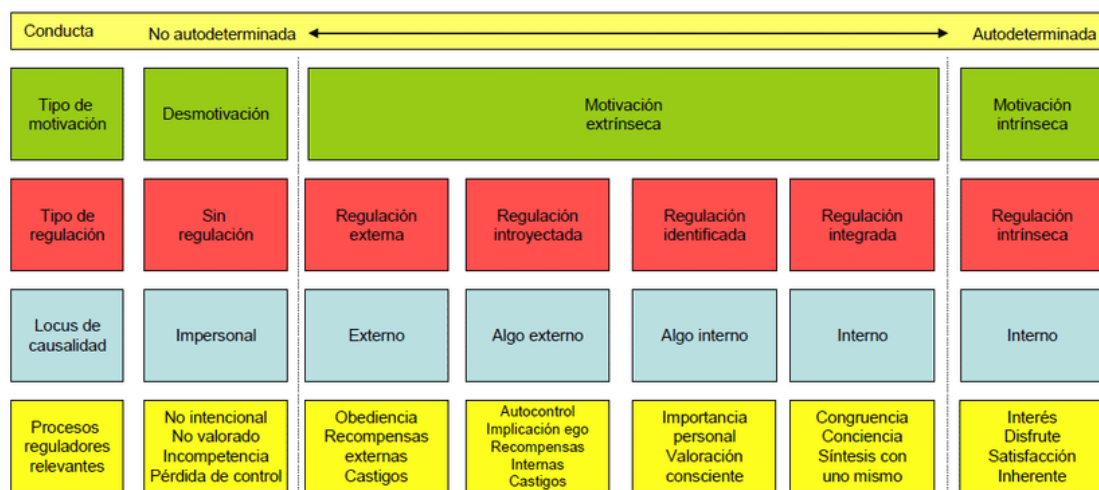 Conducta
No autodeterminada
Autodeterminada
Tipo de
motivación
Desmotivación
Motivación
extrínseca
Motivación
intrínseca
Tipo de
regulación
Sin
regulación
Regulación
externa
Regulación
introyectada
Regulación
identificada
Regulación
integrada
Regulación
intrínseca
Locus de
causalidad
Impersonal
Externo
Algo externo
Algo interno
Interno
Interno
Procesos
reguladores
relevantes
No intencional
No valorado
Incompetencia
Pérdida de control
Obediencia
Recompensas
externas
Castigos
Autocontrol
Implicación ego
Recompensas
Internas
Castigos
Importancia
personal
Valoración
consciente
Congruencia
Conciencia
Síntesis con
uno mismo
Interés
Disfrute
Satisfacción
Inherente